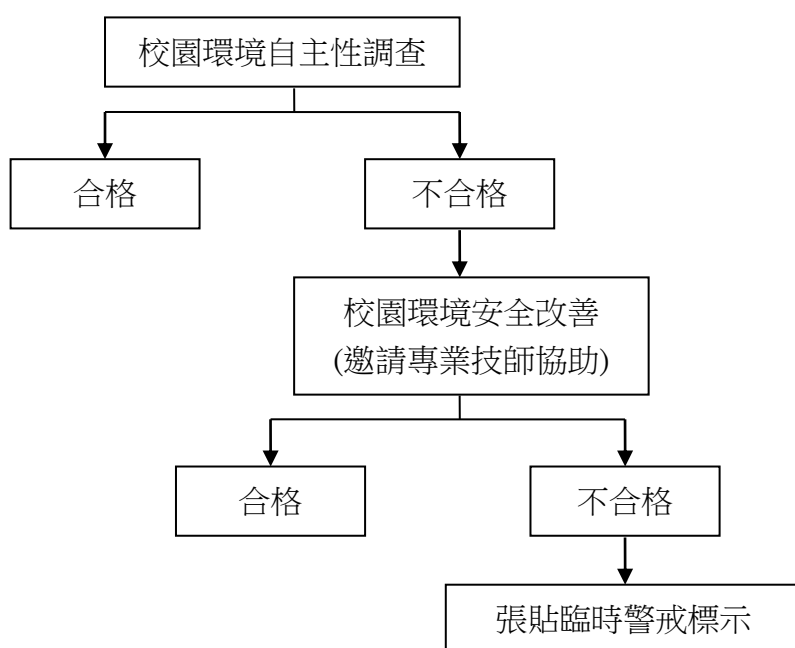 校園環境自主性調查
合格
不合格
校園環境安全改善
(邀請專業技師協助)
合格
不合格
張貼臨時警戒標示